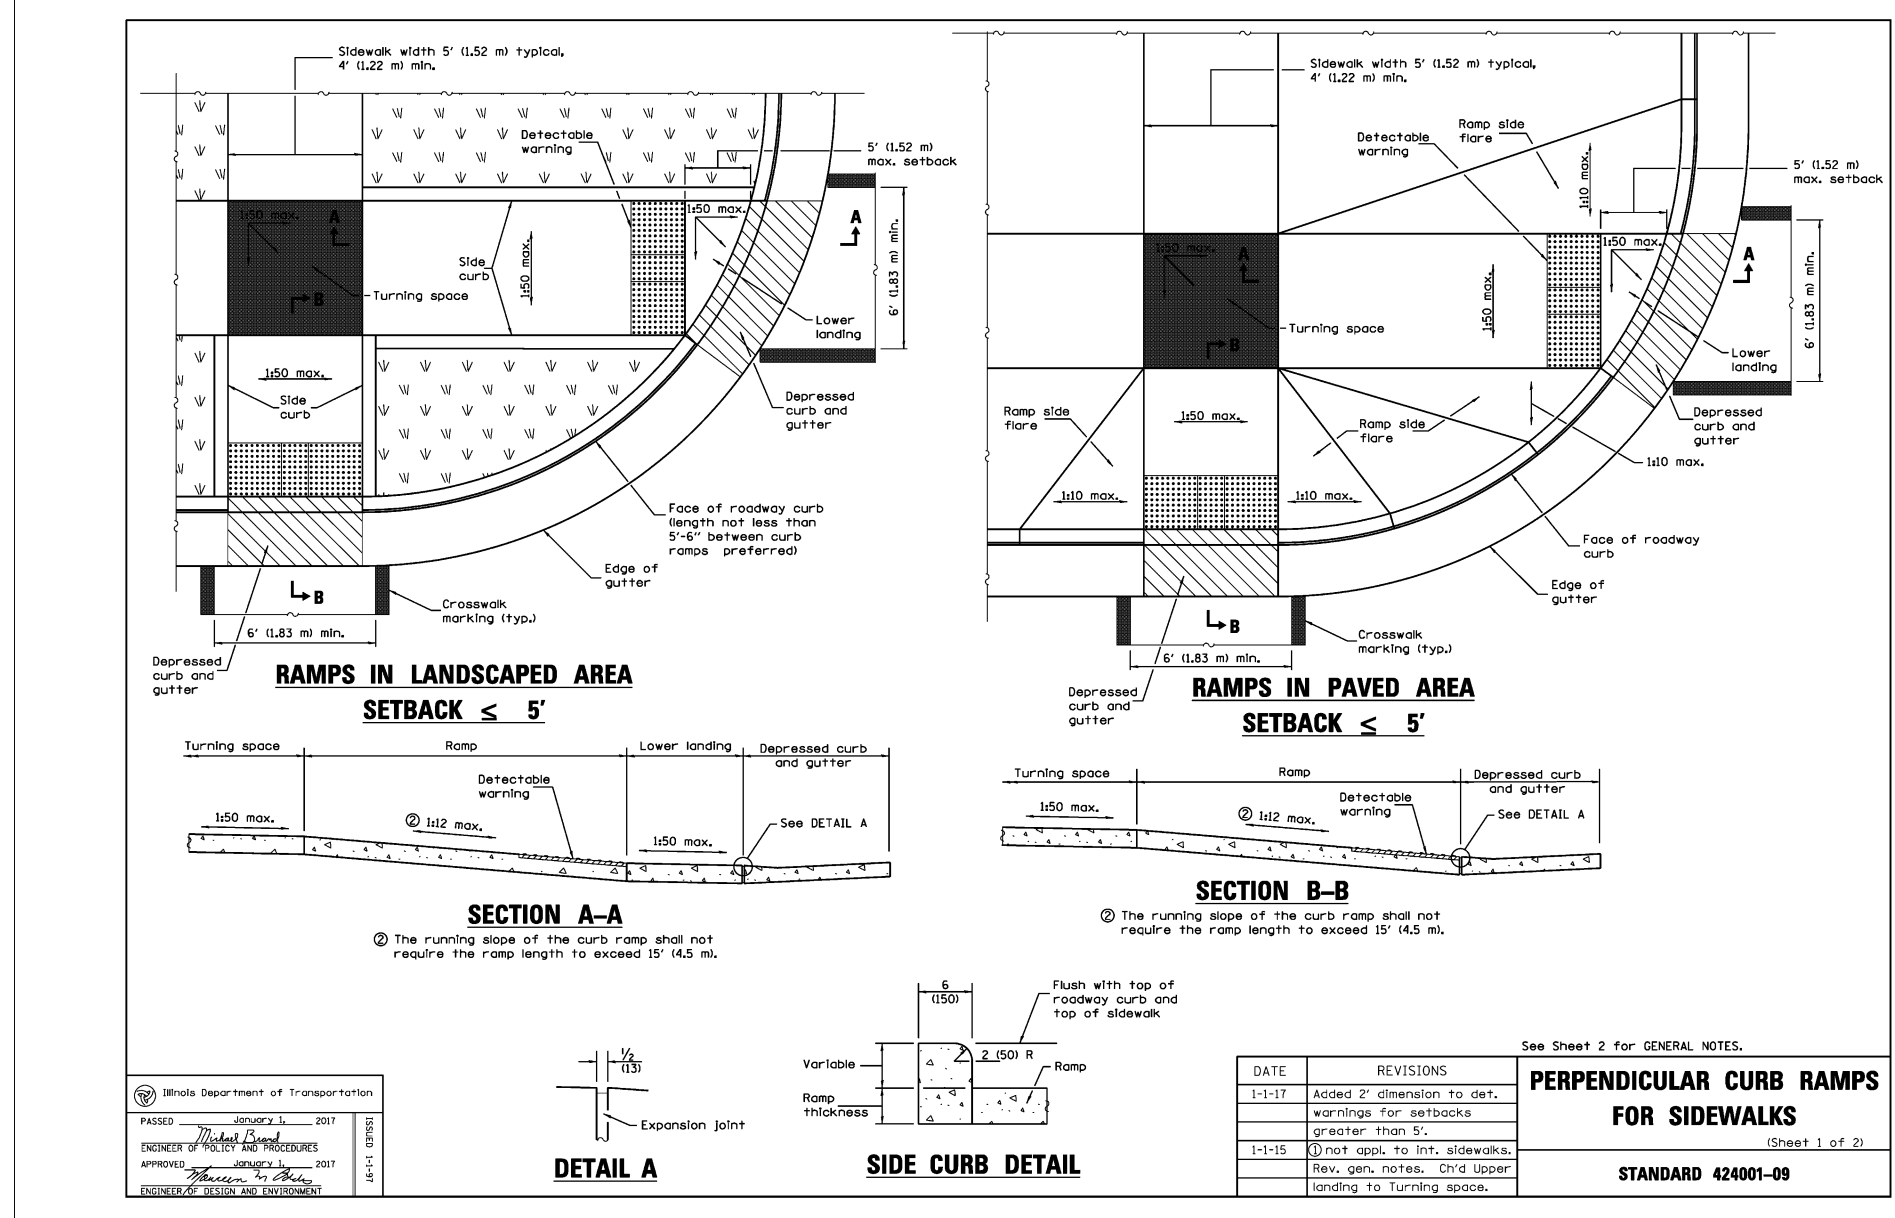 Sidewalk width 5' (1.52 m) typical,
4' (1.22 m) min.
Detectable
warning
5' (1.52 m)
max. setback
1:50 max.
A
1:50 max.
A
Side
curb
1:50 max.
6' (1.83 m) min.
B
Turning space
Lower
landing
1:50 max.
Side
curb
Depressed
curb and
gutter
Face of roadway curb
(length not less than
5'-6" between curb
ramps preferred)
Edge of
gutter
B
Crosswalk
marking (typ.)
6' (1.83 m) min.
Depressed
curb and
gutter
RAMPS IN LANDSCAPED AREA
SETBACK ≤ 5'
Sidewalk width 5' (1.52 m) typical,
4' (1.22 m) min.
Ramp side
flare
Detectable
warning
1:10 max.
5' (1.52 m)
max. setback
1:50 max.
A
1:50 max.
A
1:50 max.
6' (1.83 m) min.
Turning space
B
Lower
landing
Ramp side
flare
1:50 max.
Ramp side
flare
Depressed
curb and
gutter
1:10 max.
1:10 max.
1:10 max.
Face of roadway
curb
Edge of
gutter
B
Crosswalk
marking (typ.)
6' (1.83 m) min.
Depressed
curb and
gutter
RAMPS IN PAVED AREA
SETBACK ≤ 5'
Turning space
Ramp
Lower landing
Depressed curb
and gutter
Detectable
warning
1:50 max.
② 1:12 max.
1:50 max.
See DETAIL A
SECTION A–A
② The running slope of the curb ramp shall not
require the ramp length to exceed 15' (4.5 m).
Turning space
Ramp
Depressed curb
and gutter
Detectable
warning
1:50 max.
② 1:12 max.
See DETAIL A
SECTION B–B
② The running slope of the curb ramp shall not
require the ramp length to exceed 15' (4.5 m).
1/2
(13)
Expansion joint
DETAIL A
6
(150)
Flush with top of
roadway curb and
top of sidewalk
Variable
2 (50) R
Ramp
Ramp
thickness
SIDE CURB DETAIL
See Sheet 2 for GENERAL NOTES.
Illinois Department of Transportation
PASSED January 1, 2017
Michael Brand
ENGINEER OF POLICY AND PROCEDURES
APPROVED January 1, 2017
ENGINEER OF DESIGN AND ENVIRONMENT
ISSUED 1-1-97
DATE REVISIONS
1-1-17 Added 2' dimension to det.
warnings for setbacks
greater than 5'.
1-1-15 ① not appl. to int. sidewalks.
Rev. gen. notes. Ch'd Upper
landing to Turning space.
PERPENDICULAR CURB RAMPS
FOR SIDEWALKS
(Sheet 1 of 2)
STANDARD 424001–09